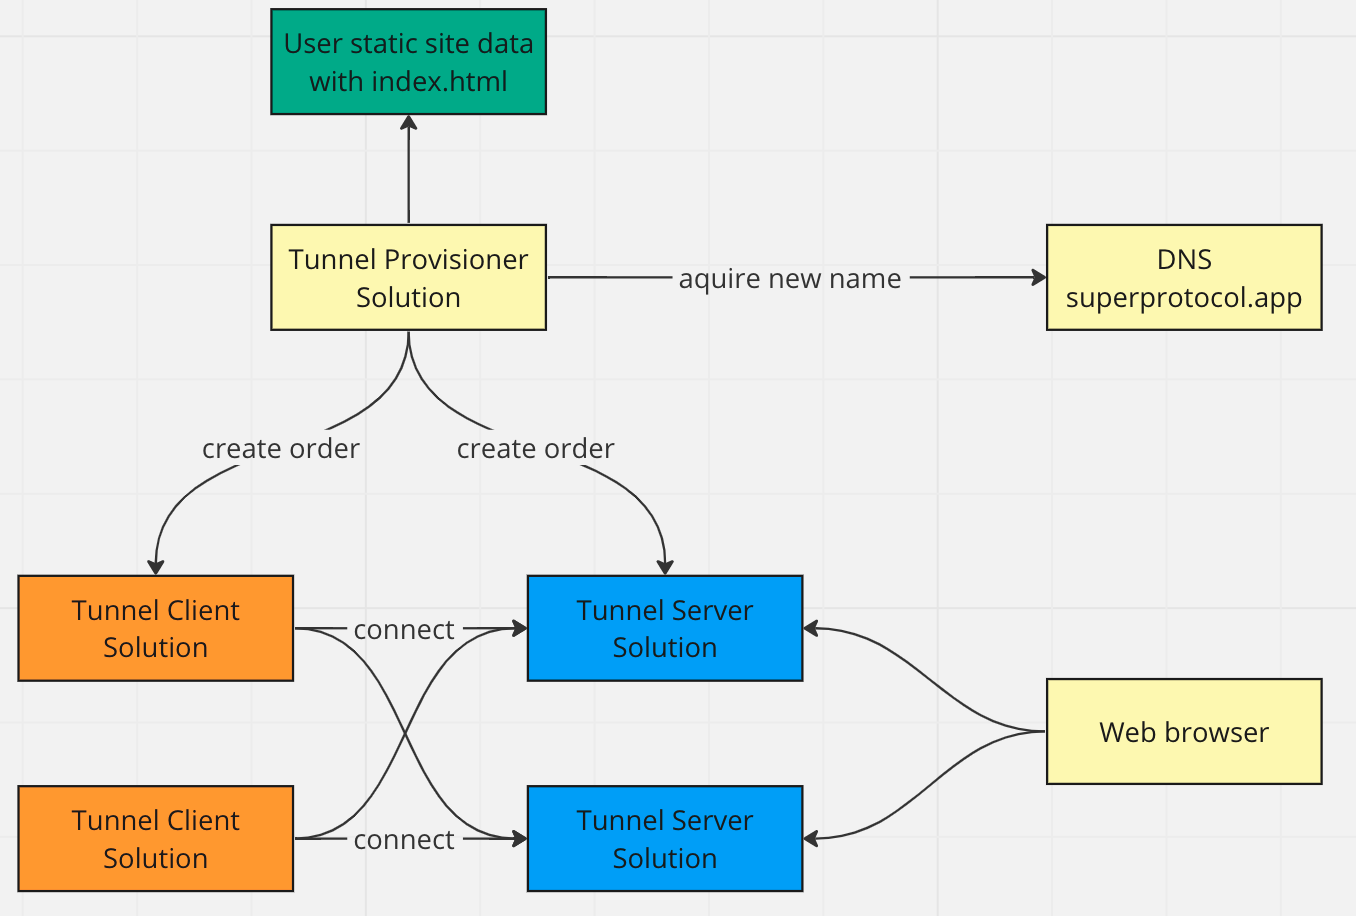 User static site data
with index.html
Tunnel Provisioner
Solution
aquire new name
DNS
superprotocol.app
create order
create order
Tunnel Client
Solution
connect
Tunnel Server
Solution
Web browser
Tunnel Client
Solution
connect
Tunnel Server
Solution